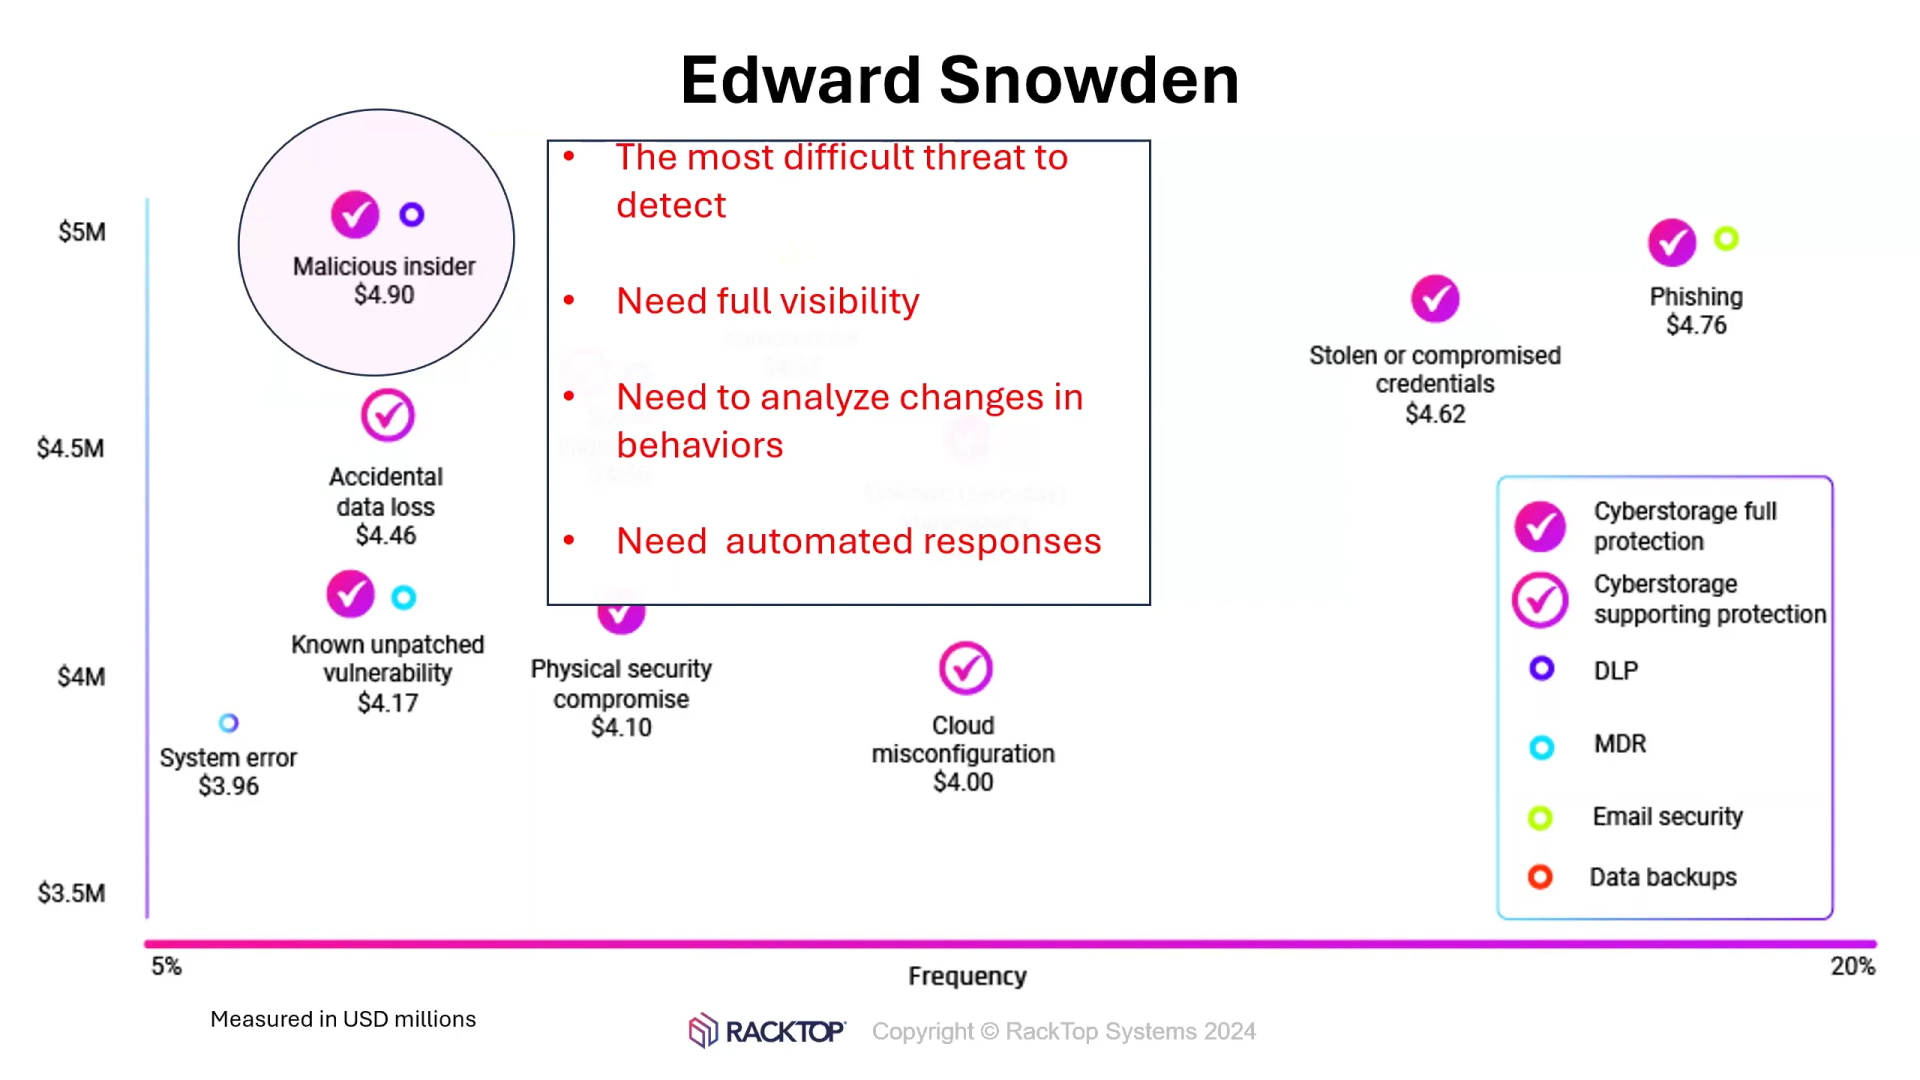 Edward Snowden
• The most difficult threat to
detect
• Need full visibility
• Need to analyze changes in
behaviors
• Need  automated responses
$5M
$4.5M
$4M
$3.5M
Malicious insider
$4.90
Accidental
data loss
$4.46
Known unpatched
vulnerability
$4.17
System error
$3.96
Physical security
compromise
$4.10
Cloud
misconfiguration
$4.00
Stolen or compromised
credentials
$4.62
Phishing
$4.76
Cyberstorage full
protection
Cyberstorage
supporting protection
DLP
MDR
Email security
Data backups
5%
Frequency
20%
Measured in USD millions
RACKTOP
Copyright © RackTop Systems 2024